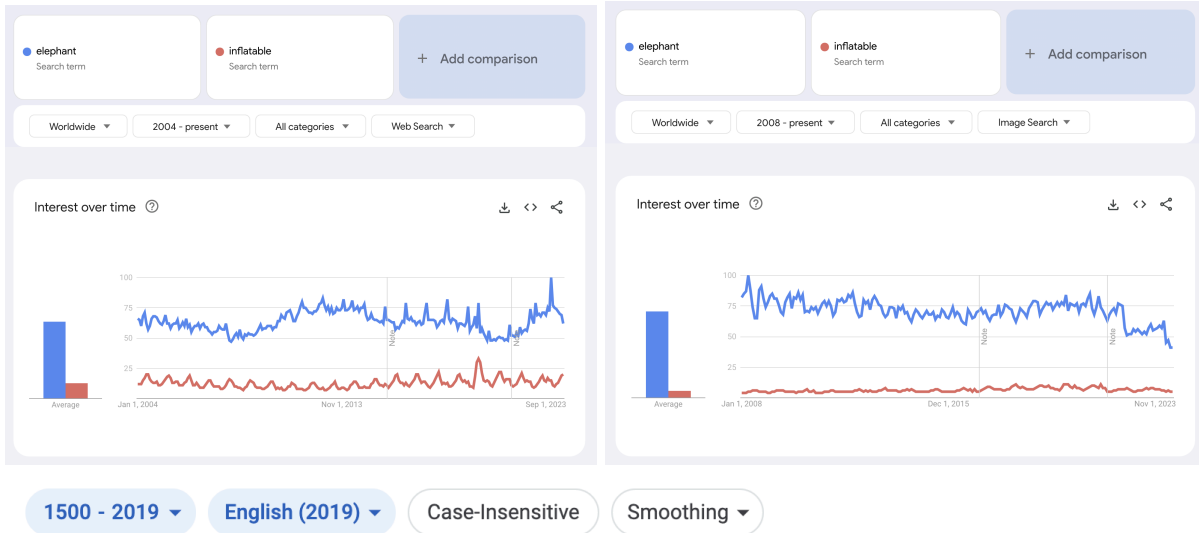 elephant
Search term
inflatable
Search term
+ Add comparison
Worldwide
2004 - present
All categories
Web Search
Interest over time
100
75
50
25
Note
Note
Average
Jan 1, 2004
Nov 1, 2013
Sep 1, 2023
elephant
Search term
inflatable
Search term
+ Add comparison
Worldwide
2008 - present
All categories
Image Search
Interest over time
100
75
50
25
Note
Note
Average
Jan 1, 2008
Dec 1, 2015
Nov 1, 2023
1500 - 2019
English (2019)
Case-Insensitive
Smoothing